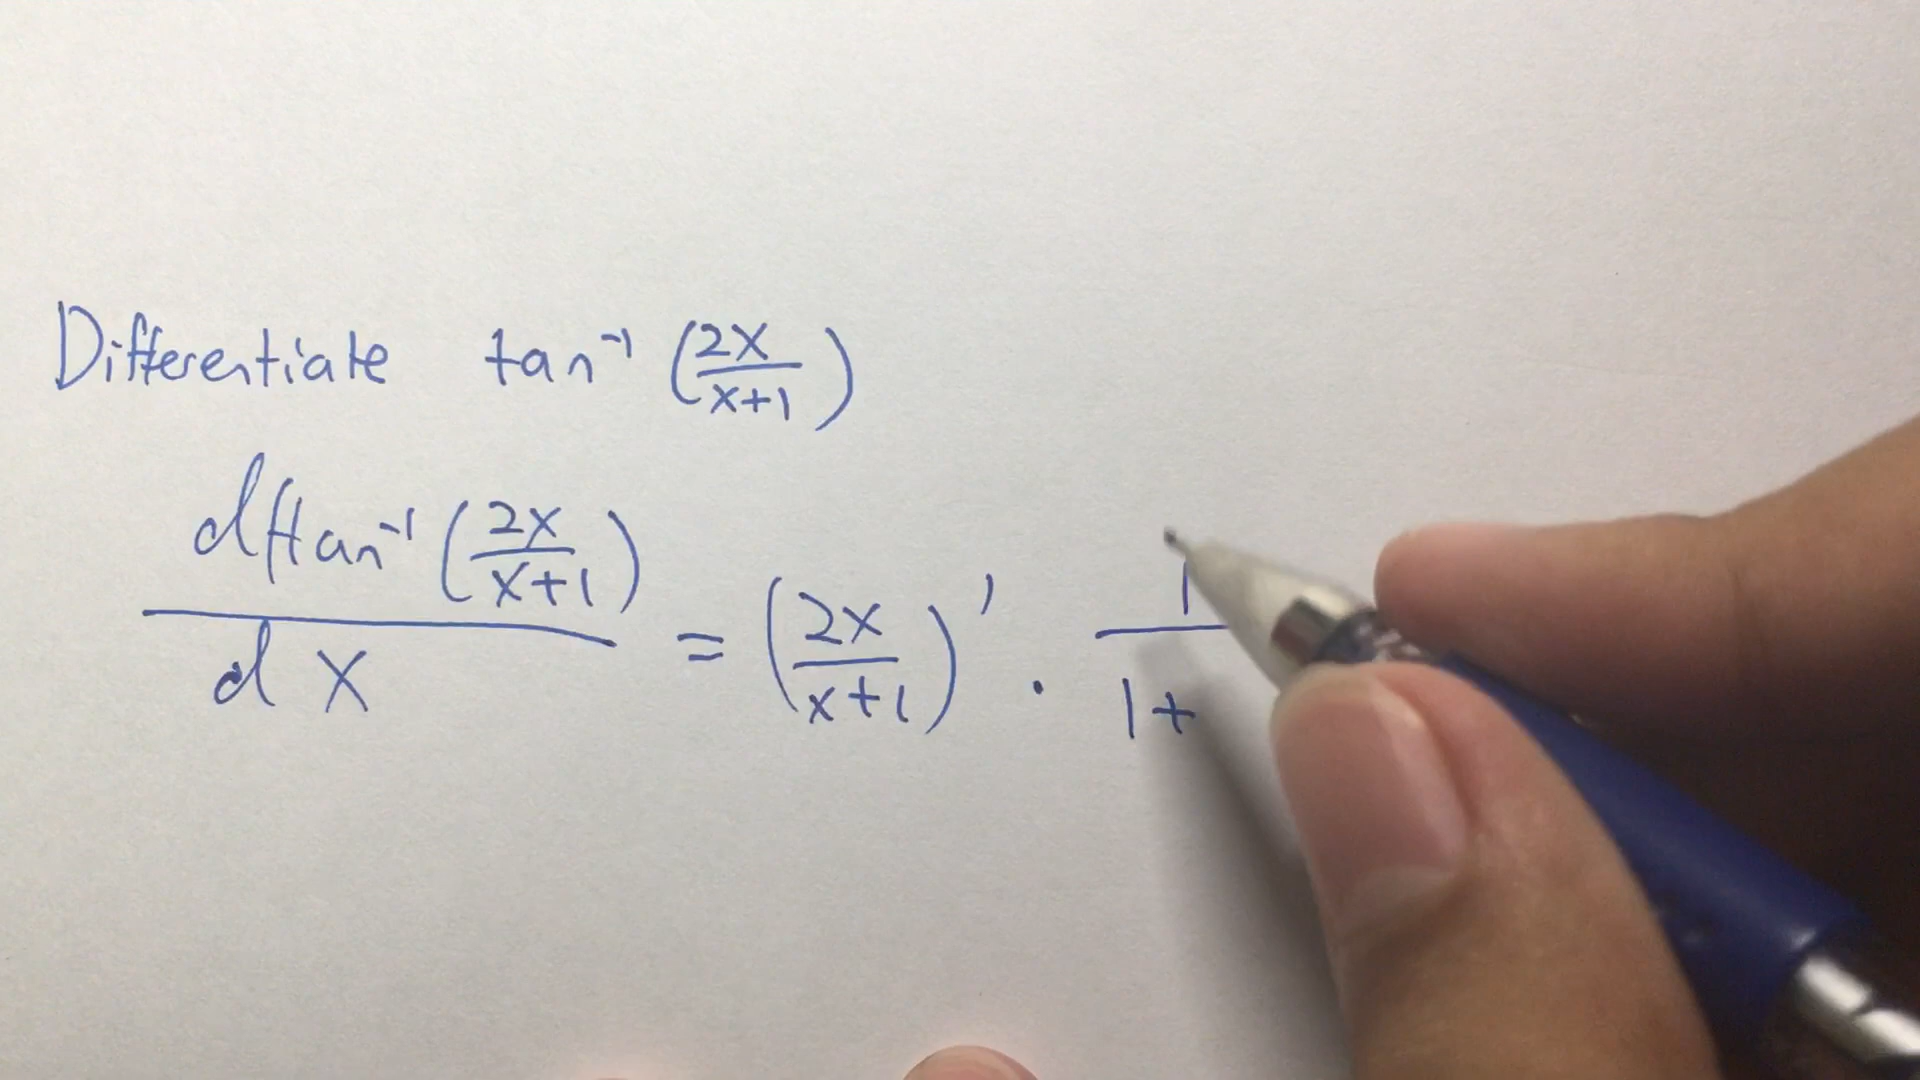 Differentiate tan⁻¹ (2x/(x+1))
d(tan⁻¹ (2x/(x+1)))/dx = (2x/(x+1))' · 1/(1+